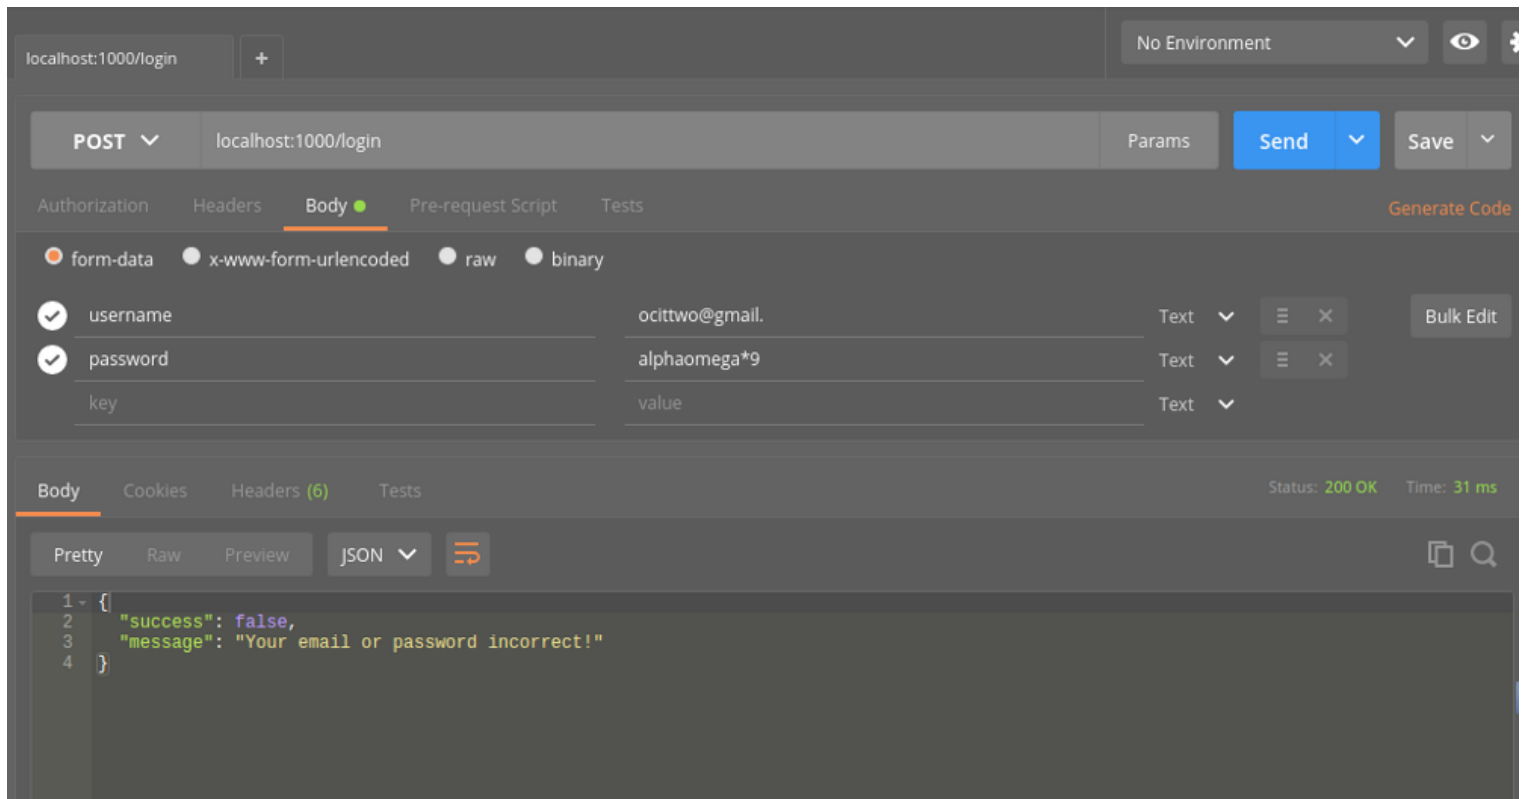 localhost:1000/login +
No Environment
POST localhost:1000/login Params Send Save
Authorization Headers Body Pre-request Script Tests Generate Code
form-data x-www-form-urlencoded raw binary
username ocittwo@gmail. Text Bulk Edit
password alphaomega*9 Text
key value Text
Body Cookies Headers (6) Tests Status: 200 OK Time: 31 ms
Pretty Raw Preview JSON
1 {
2 "success": false,
3 "message": "Your email or password incorrect!"
4 }